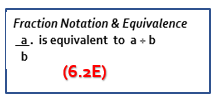 Fraction Notation & Equivalence
a . is equivalent to a ÷ b
b
(6.2E)